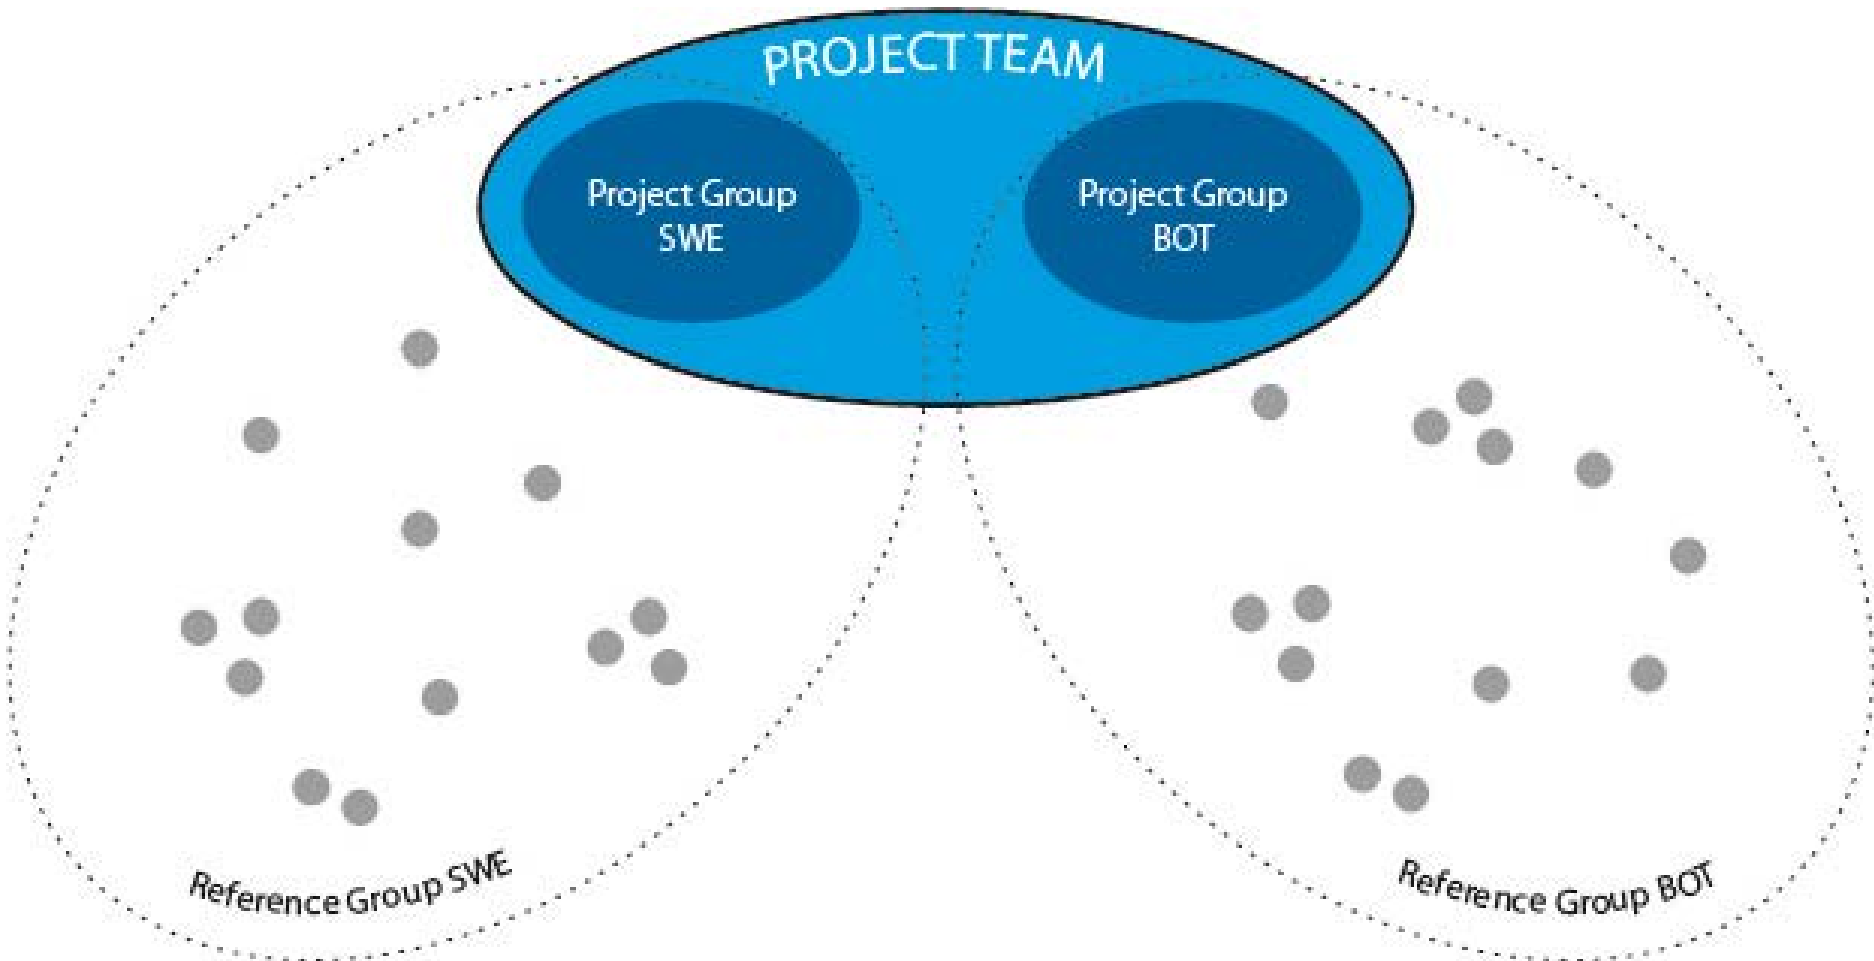 PROJECT TEAM
Project Group
SWE
Project Group
BOT
Reference Group SWE
Reference Group BOT